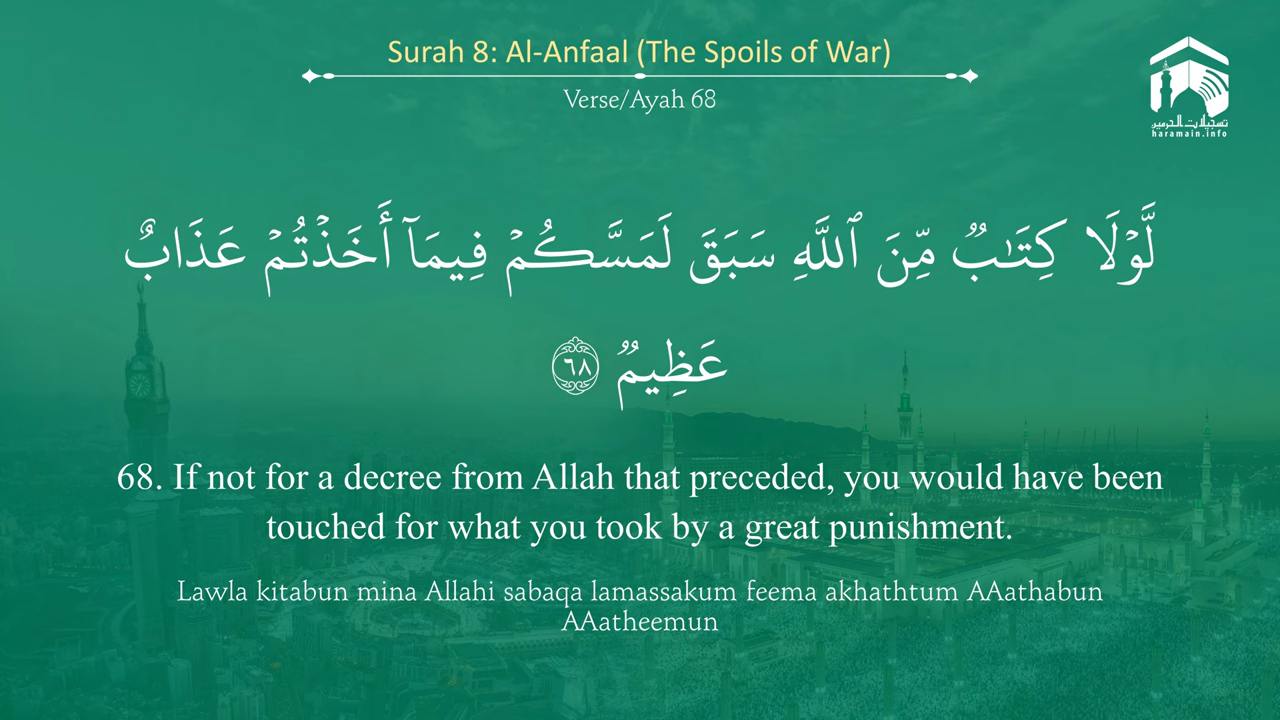 Surah 8: Al-Anfaal (The Spoils of War)
Verse/Ayah 68
تسجيلات الحرمين
haramain.info
لَّوْلَا كِتَـٰبٌ مِّنَ ٱللَّهِ سَبَقَ لَمَسَّكُمْ فِيمَآ أَخَذْتُمْ عَذَابٌ
عَظِيمٌ ٦٨
68. If not for a decree from Allah that preceded, you would have been
touched for what you took by a great punishment.
Lawla kitabun mina Allahi sabaqa lamassakum feema akhathtum AAathabun
AAatheemun